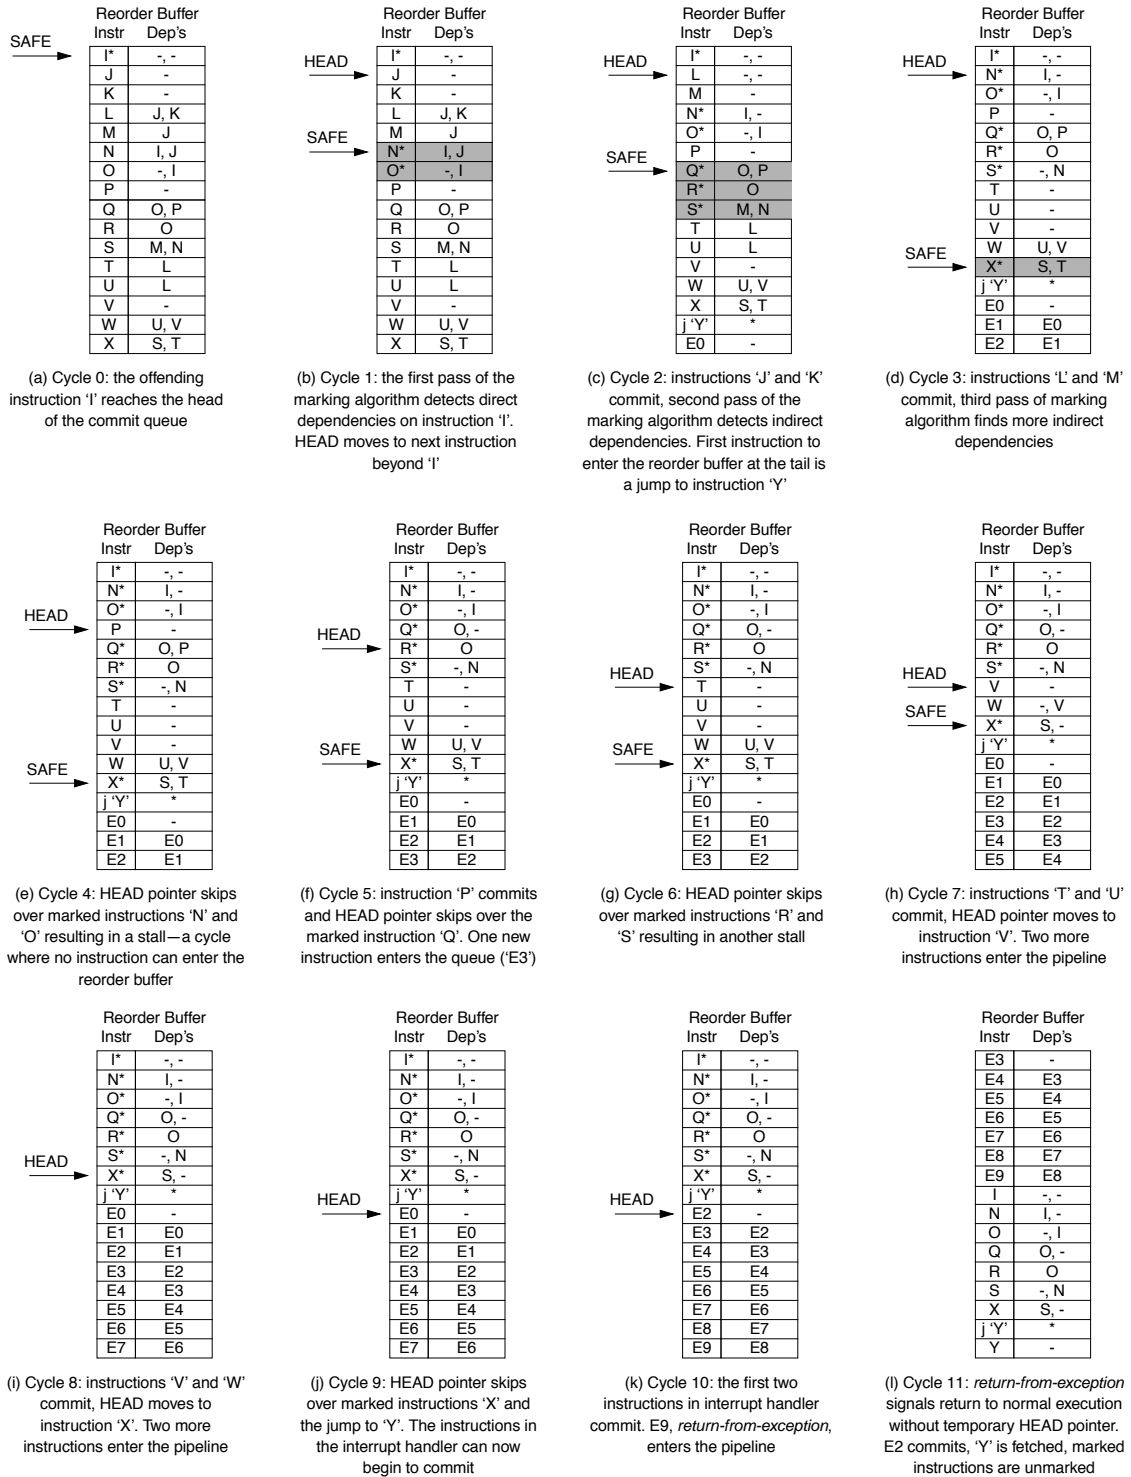 Reorder Buffer
Instr Dep's
SAFE
I* -, -
J -
K -
L J, K
M J
N I, J
O -, I
P -
Q O, P
R O
S M, N
T L
U L
V -
W U, V
X S, T
(a) Cycle 0: the offending
instruction ‘I’ reaches the head
of the commit queue
Reorder Buffer
Instr Dep's
I* -, -
HEAD
J -
K -
L J, K
M J
SAFE
N* I, J
O* -, I
P -
Q O, P
R O
S M, N
T L
U L
V -
W U, V
X S, T
(b) Cycle 1: the first pass of the
marking algorithm detects direct
dependencies on instruction ‘I’.
HEAD moves to next instruction
beyond ‘I’
Reorder Buffer
Instr Dep's
I* -, -
HEAD
L -, -
M -
N* I, -
O* -, I
P -
SAFE
Q* O, P
R* O
S* M, N
T L
U L
V -
W U, V
X S, T
j ‘Y’ *
E0 -
(c) Cycle 2: instructions ‘J’ and ‘K’
commit, second pass of the
marking algorithm detects indirect
dependencies. First instruction to
enter the reorder buffer at the tail is
a jump to instruction ‘Y’
Reorder Buffer
Instr Dep's
I* -, -
HEAD
N* I, -
O* -, I
P -
Q* O, P
R* O
S* -, N
T -
U -
V -
W U, V
SAFE
X* S, T
j ‘Y’ *
E0 -
E1 E0
E2 E1
(d) Cycle 3: instructions ‘L’ and ‘M’
commit, third pass of marking
algorithm finds more indirect
dependencies
Reorder Buffer
Instr Dep's
I* -, -
N* I, -
O* -, I
HEAD
P -
Q* O, P
R* O
S* -, N
T -
U -
V -
W U, V
SAFE
X* S, T
j ‘Y’ *
E0 -
E1 E0
E2 E1
(e) Cycle 4: HEAD pointer skips
over marked instructions ‘N’ and
‘O’ resulting in a stall—a cycle
where no instruction can enter the
reorder buffer
Reorder Buffer
Instr Dep's
I* -, -
N* I, -
O* -, I
Q* O, -
HEAD
R* O
S* -, N
T -
U -
V -
W U, V
SAFE
X* S, T
j ‘Y’ *
E0 -
E1 E0
E2 E1
E3 E2
(f) Cycle 5: instruction ‘P’ commits
and HEAD pointer skips over the
marked instruction ‘Q’. One new
instruction enters the queue (‘E3’)
Reorder Buffer
Instr Dep's
I* -, -
N* I, -
O* -, I
Q* O, -
R* O
S* -, N
HEAD
T -
U -
V -
W U, V
SAFE
X* S, T
j ‘Y’ *
E0 -
E1 E0
E2 E1
E3 E2
(g) Cycle 6: HEAD pointer skips
over marked instructions ‘R’ and
‘S’ resulting in another stall
Reorder Buffer
Instr Dep's
I* -, -
N* I, -
O* -, I
Q* O, -
R* O
S* -, N
HEAD
V -
W -, V
SAFE
X* S, -
j ‘Y’ *
E0 -
E1 E0
E2 E1
E3 E2
E4 E3
E5 E4
(h) Cycle 7: instructions ‘T’ and ‘U’
commit, HEAD pointer moves to
instruction ‘V’. Two more
instructions enter the pipeline
Reorder Buffer
Instr Dep's
I* -, -
N* I, -
O* -, I
Q* O, -
R* O
S* -, N
HEAD
X* S, -
j ‘Y’ *
E0 -
E1 E0
E2 E1
E3 E2
E4 E3
E5 E4
E6 E5
E7 E6
(i) Cycle 8: instructions ‘V’ and ‘W’
commit, HEAD moves to
instruction ‘X’. Two more
instructions enter the pipeline
Reorder Buffer
Instr Dep's
I* -, -
N* I, -
O* -, I
Q* O, -
R* O
S* -, N
X* S, -
j ‘Y’ *
HEAD
E0 -
E1 E0
E2 E1
E3 E2
E4 E3
E5 E4
E6 E5
E7 E6
(j) Cycle 9: HEAD pointer skips
over marked instructions ‘X’ and
the jump to ‘Y’. The instructions in
the interrupt handler can now
begin to commit
Reorder Buffer
Instr Dep's
I* -, -
N* I, -
O* -, I
Q* O, -
R* O
S* -, N
X* S, -
j ‘Y’ *
HEAD
E2 -
E3 E2
E4 E3
E5 E4
E6 E5
E7 E6
E8 E7
E9 E8
(k) Cycle 10: the first two
instructions in interrupt handler
commit. E9, return-from-exception,
enters the pipeline
Reorder Buffer
Instr Dep's
E3 -
E4 E3
E5 E4
E6 E5
E7 E6
E8 E7
E9 E8
I -, -
N I, -
O -, I
Q O, -
R O
S -, N
X S, -
j ‘Y’ *
Y -
(l) Cycle 11: return-from-exception
signals return to normal execution
without temporary HEAD pointer.
E2 commits, ‘Y’ is fetched, marked
instructions are unmarked